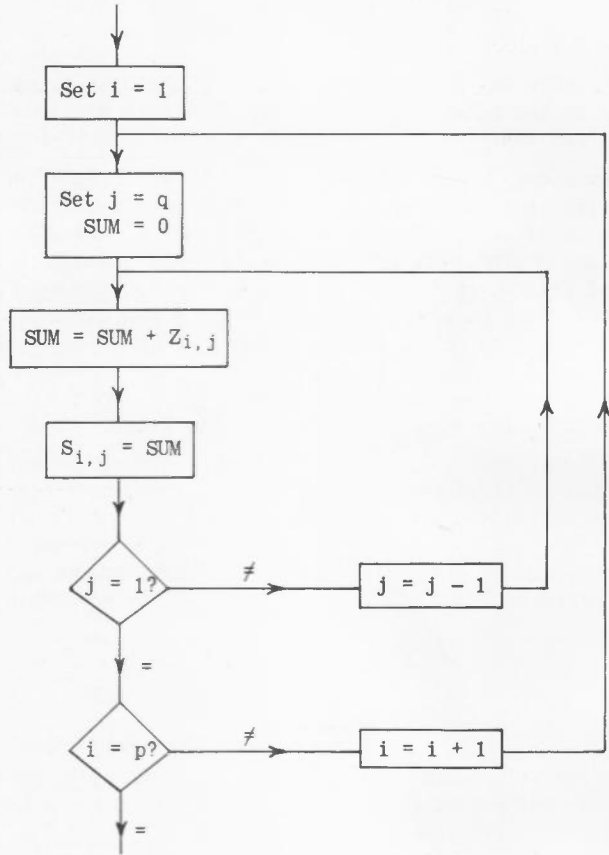 Set i = 1
Set j = q
SUM = 0
SUM = SUM + Z_{i,j}
S_{i,j} = SUM
j = 1?
≠
j = j - 1
=
i = p?
≠
i = i + 1
=